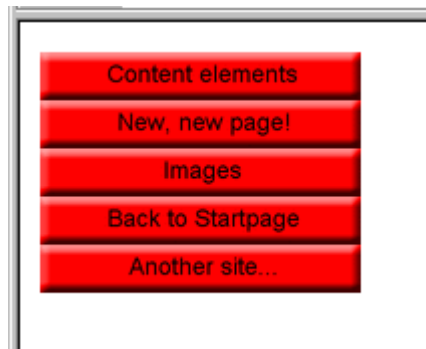 Content elements
New, new page!
Images
Back to Startpage
Another site...